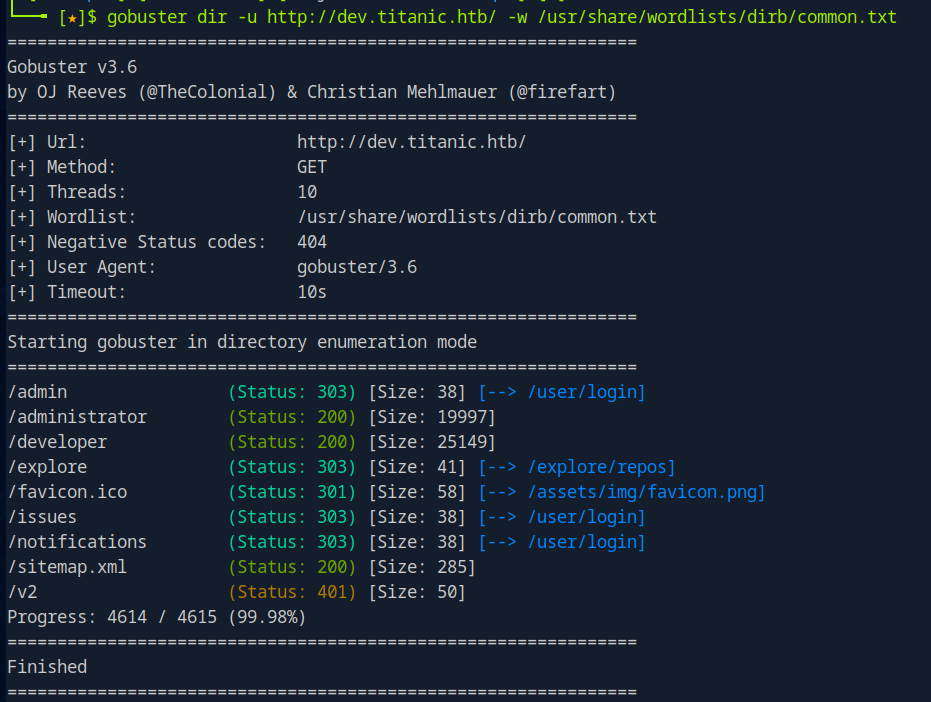 [★]$ gobuster dir -u http://dev.titanic.htb/ -w /usr/share/wordlists/dirb/common.txt
===============================================================
Gobuster v3.6
by OJ Reeves (@TheColonial) & Christian Mehlmauer (@firefart)
===============================================================
[+] Url:                     http://dev.titanic.htb/
[+] Method:                  GET
[+] Threads:                 10
[+] Wordlist:                /usr/share/wordlists/dirb/common.txt
[+] Negative Status codes:   404
[+] User Agent:              gobuster/3.6
[+] Timeout:                 10s
===============================================================
Starting gobuster in directory enumeration mode
===============================================================
/admin                (Status: 303) [Size: 38] [--> /user/login]
/administrator        (Status: 200) [Size: 19997]
/developer            (Status: 200) [Size: 25149]
/explore              (Status: 303) [Size: 41] [--> /explore/repos]
/favicon.ico          (Status: 301) [Size: 58] [--> /assets/img/favicon.png]
/issues               (Status: 303) [Size: 38] [--> /user/login]
/notifications        (Status: 303) [Size: 38] [--> /user/login]
/sitemap.xml          (Status: 200) [Size: 285]
/v2                   (Status: 401) [Size: 50]
Progress: 4614 / 4615 (99.98%)
===============================================================
Finished
===============================================================